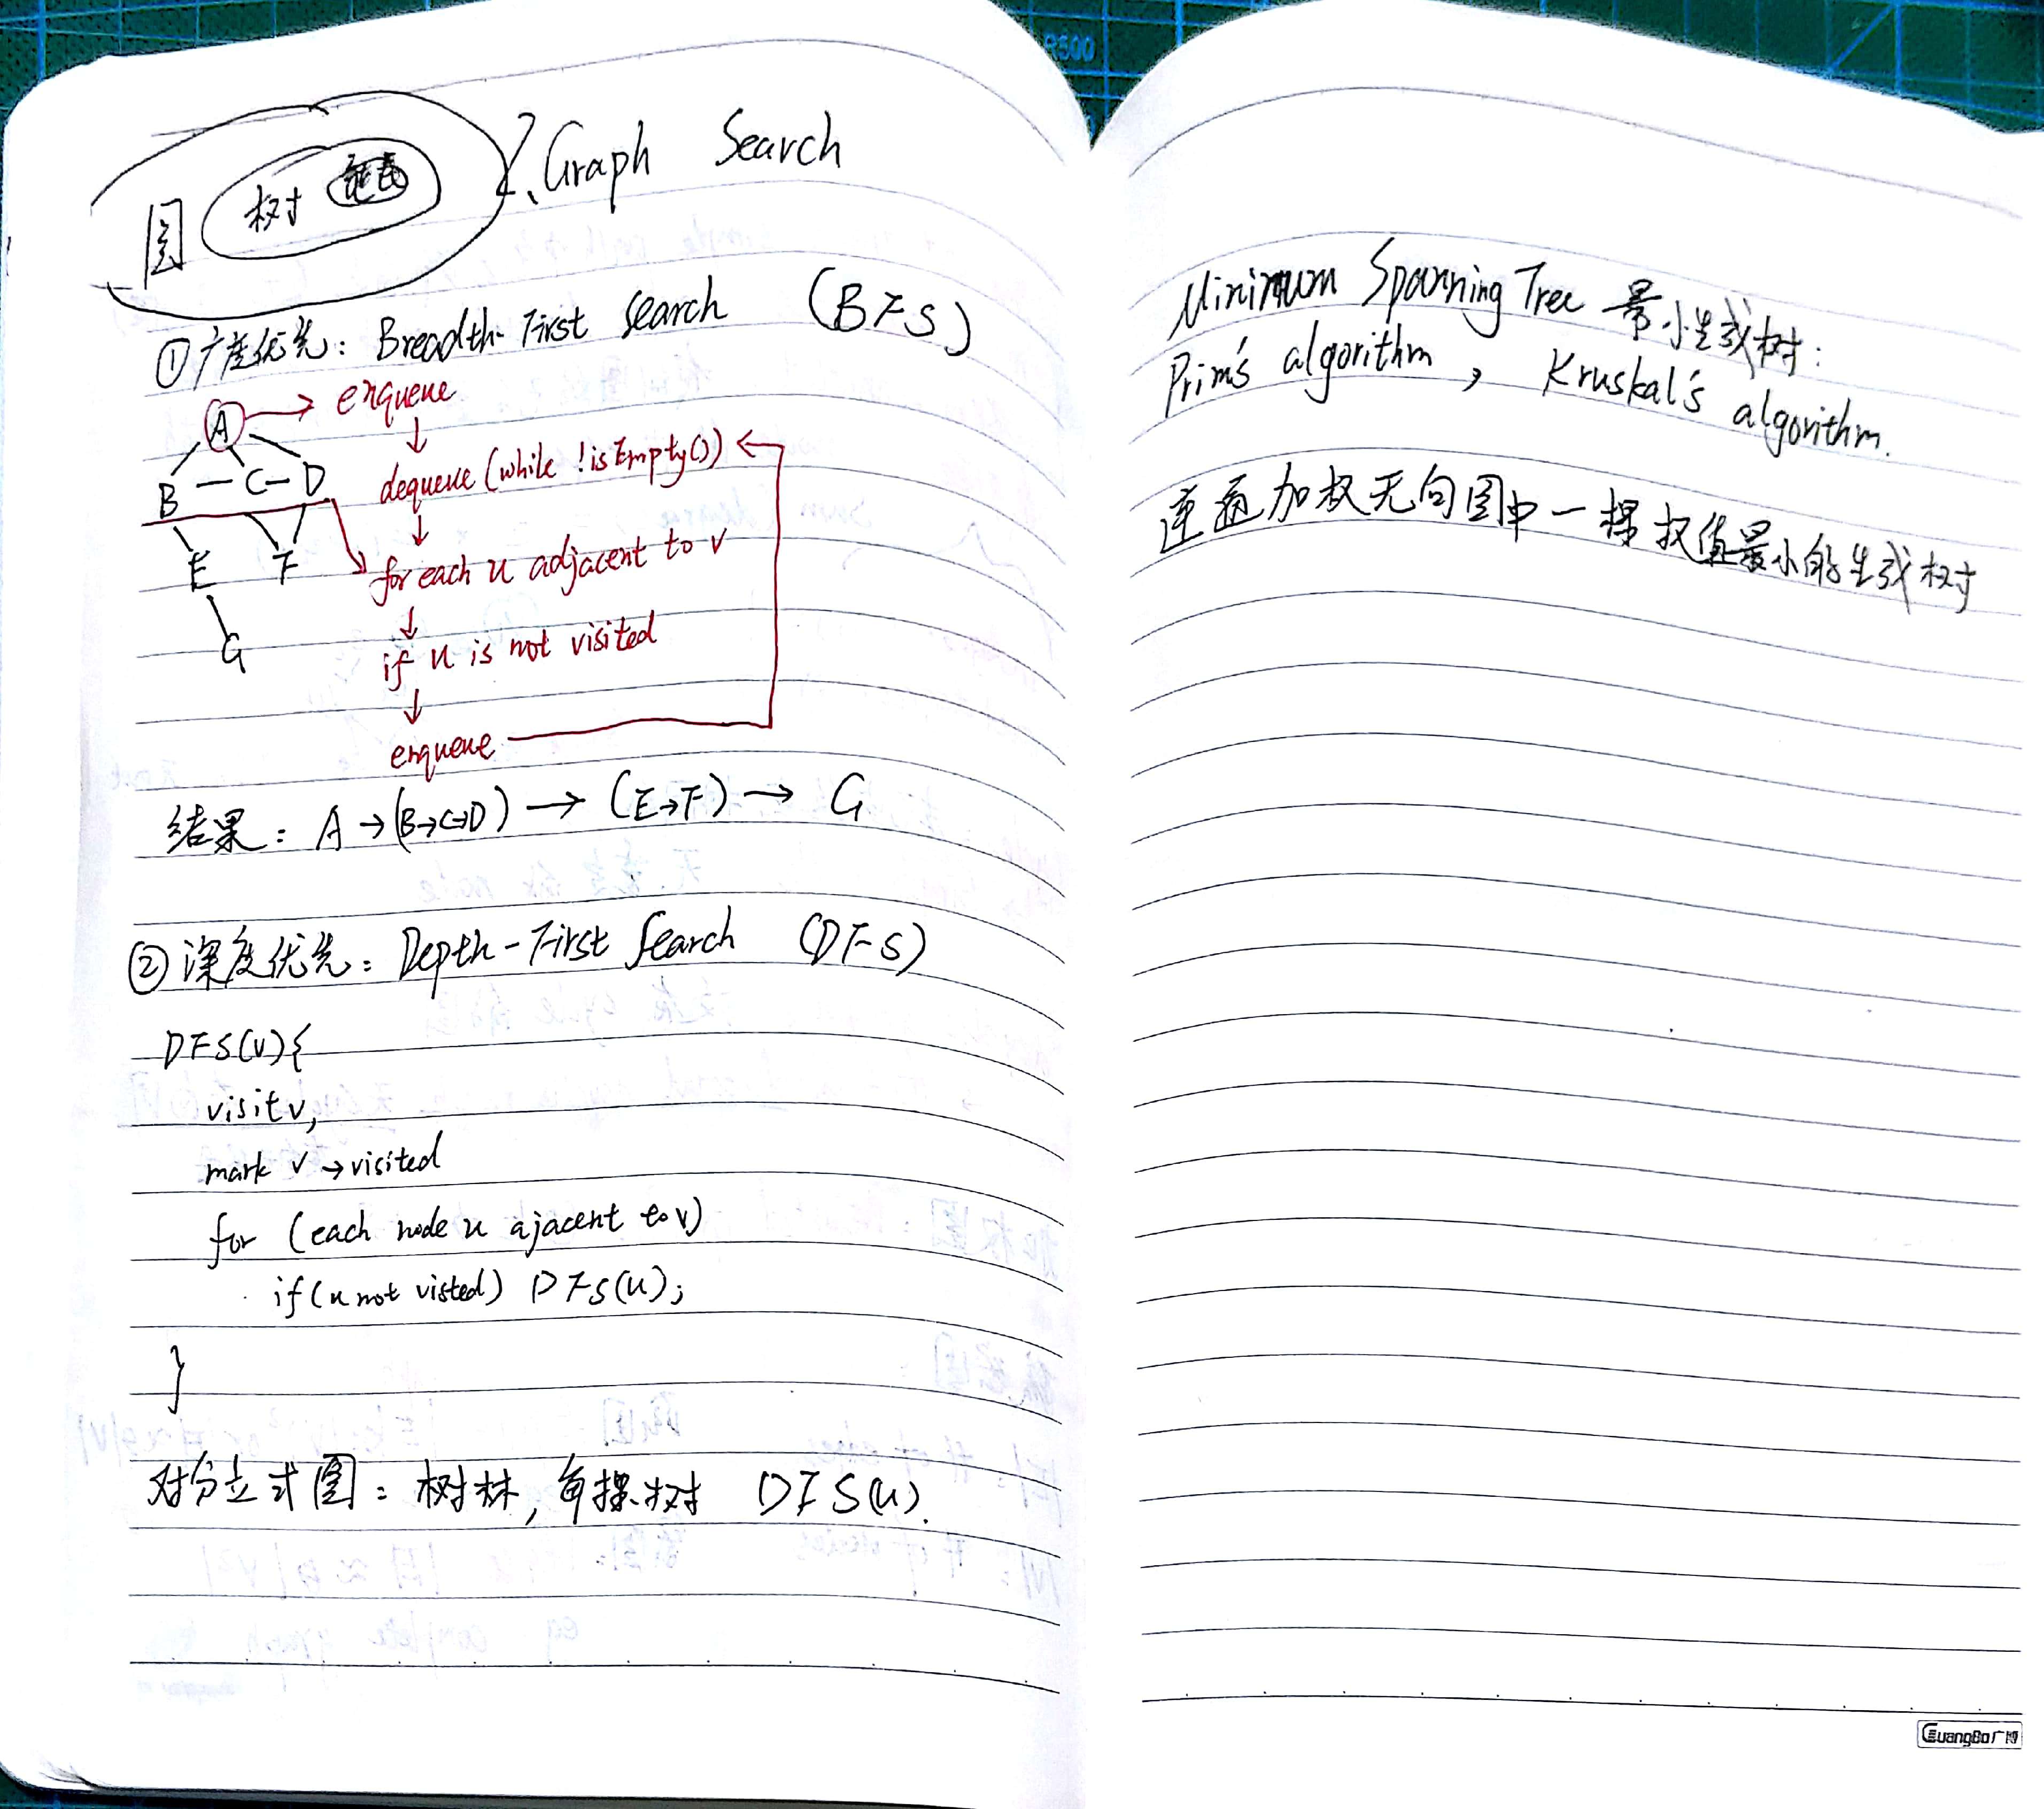 2. Graph Search
图
树 链表
①广度优先: Breadth-First Search (BFS)
A → enqueue
↓
dequeue (while !isEmpty())
B — C — D
↓
for each u adjacent to v
E F
↓
if u is not visited
G
↓
enqueue
结果: A → (B→C→D) → (E→F) → G
②深度优先: Depth-First Search (DFS)
DFS(v){
visit v,
mark v → visited
for (each node u ajacent to v)
if (u not visted) DFS(u);
}
对分立式图: 树林, 每棵树 DFS(u).
Minimum Spanning Tree 最小生成树:
Prim's algorithm, Kruskal's algorithm.
连通加权无向图中一棵权值最小的生成树
GuangBo广博